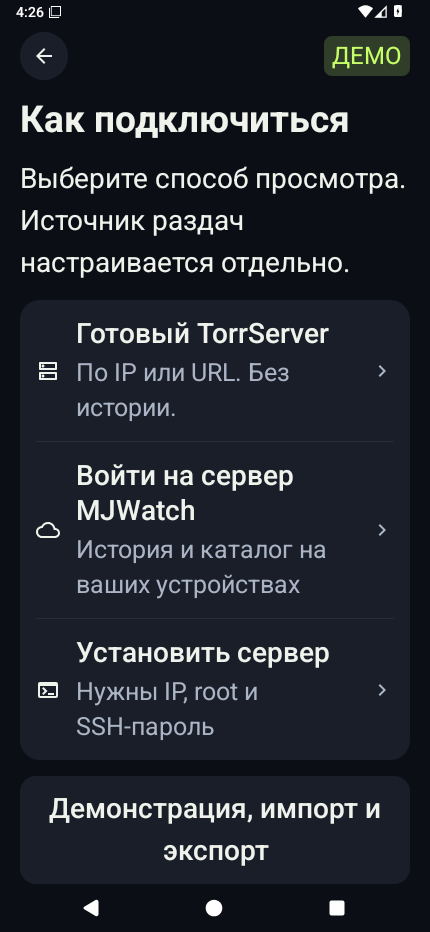 4:26
ДЕМО
Как подключиться
Выберите способ просмотра.
Источник раздач
настраивается отдельно.
Готовый TorrServer
По IP или URL. Без
истории.
Войти на сервер
MJWatch
История и каталог на
ваших устройствах
Установить сервер
Нужны IP, root и
SSH-пароль
Демонстрация, импорт и
экспорт